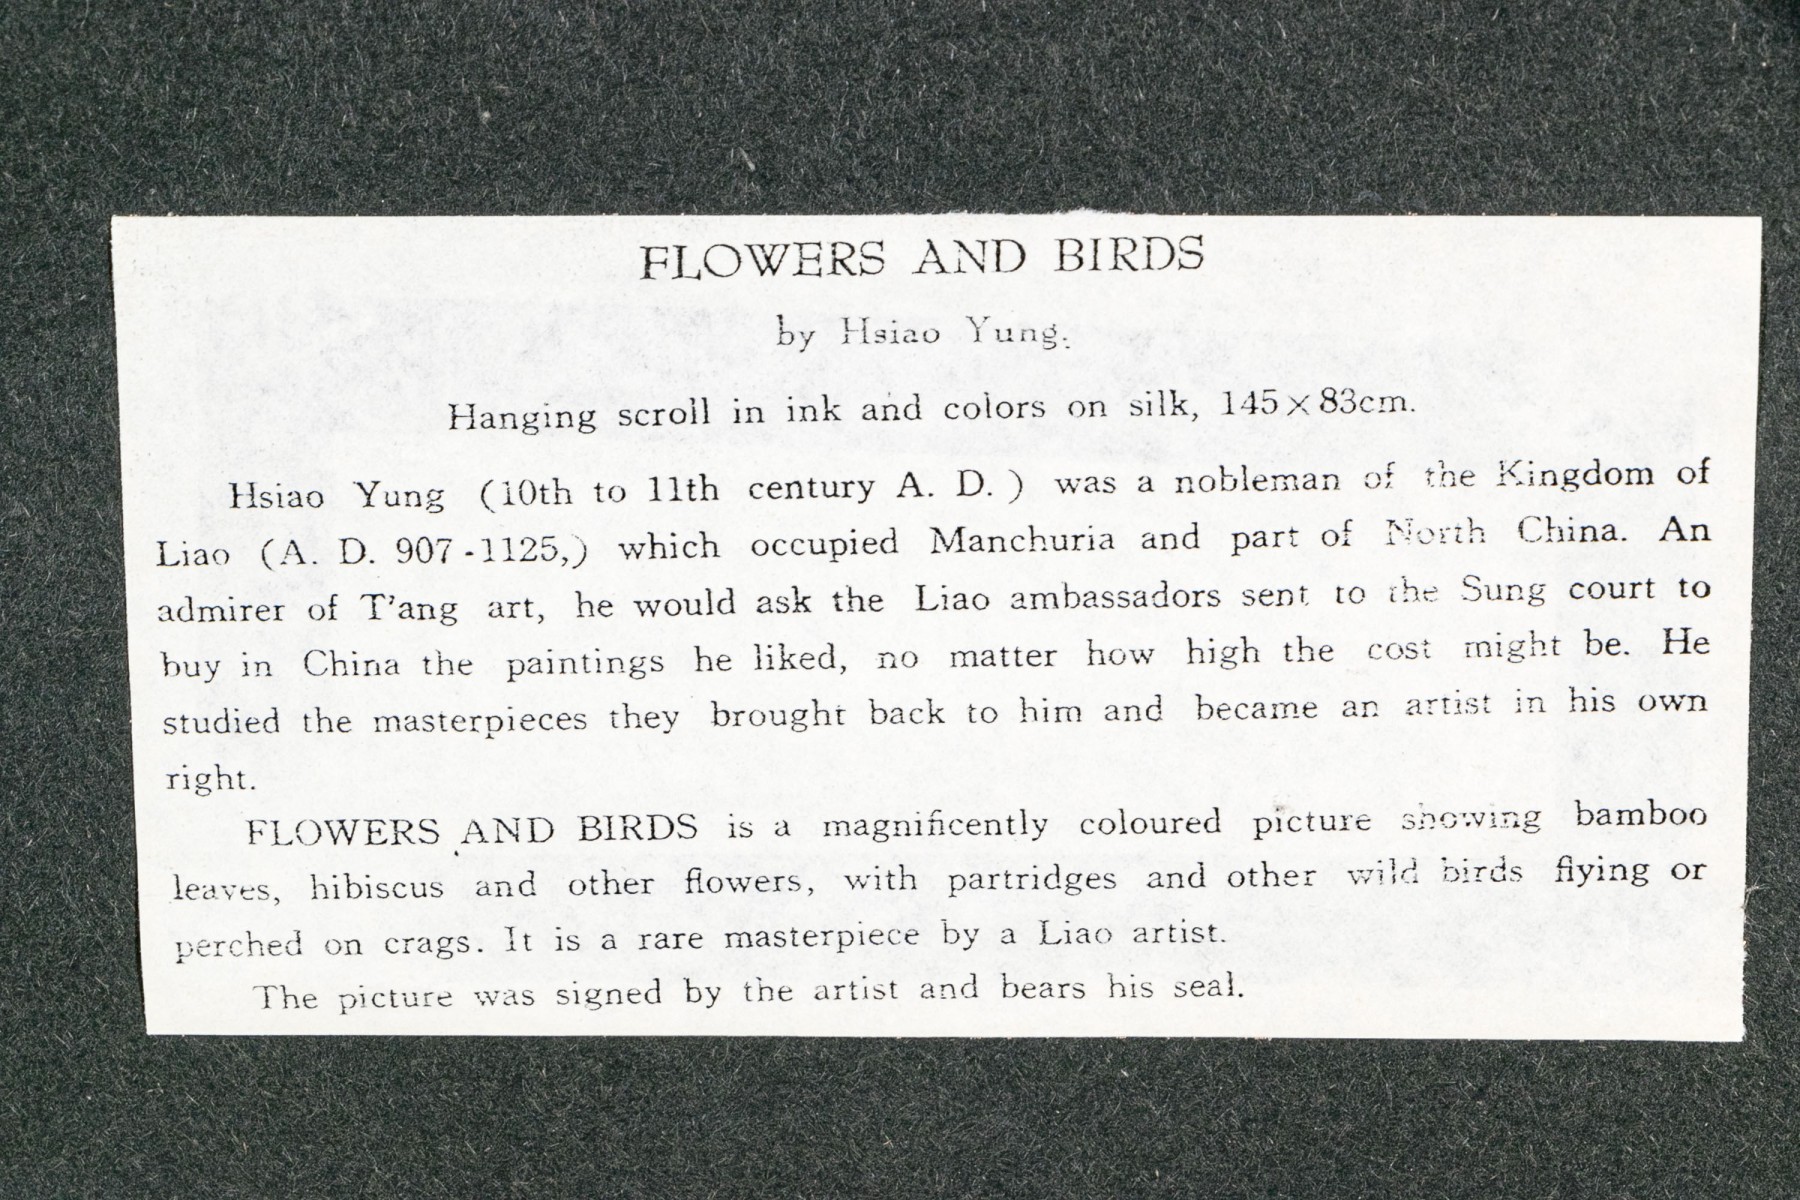 FLOWERS AND BIRDS
by Hsiao Yung.
Hanging scroll in ink and colors on silk, 145×83cm.
Hsiao Yung (10th to 11th century A. D. ) was a nobleman of the Kingdom of
Liao (A. D. 907-1125,) which occupied Manchuria and part of North China. An
admirer of T'ang art, he would ask the Liao ambassadors sent to the Sung court to
buy in China the paintings he liked, no matter how high the cost might be. He
studied the masterpieces they brought back to him and became an artist in his own
right.
FLOWERS AND BIRDS is a magnificently coloured picture showing bamboo
leaves, hibiscus and other flowers, with partridges and other wild birds flying or
perched on crags. It is a rare masterpiece by a Liao artist.
The picture was signed by the artist and bears his seal.